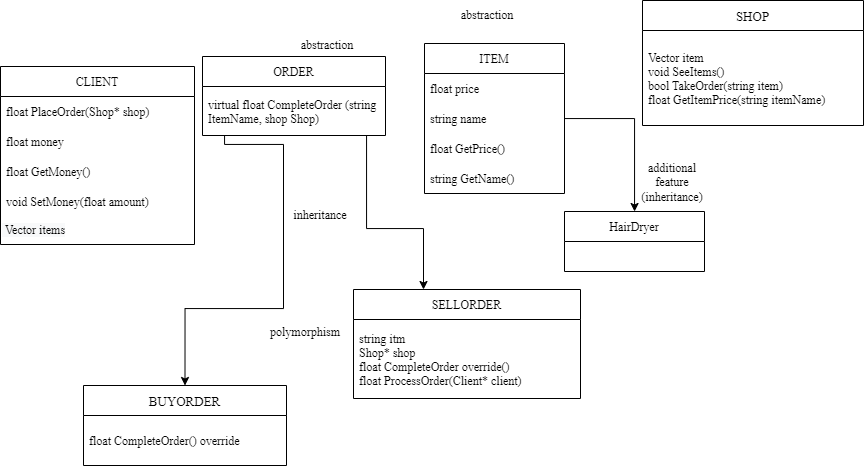 abstraction
SHOP
Vector item
void SeeItems()
bool TakeOrder(string item)
float GetItemPrice(string itemName)
abstraction
ORDER
virtual float CompleteOrder (string
ItemName, shop Shop)
ITEM
float price
string name
float GetPrice()
string GetName()
CLIENT
float PlaceOrder(Shop* shop)
float money
float GetMoney()
void SetMoney(float amount)
Vector items
additional
feature
(inheritance)
HairDryer
inheritance
SELLORDER
string itm
Shop* shop
float CompleteOrder override()
float ProcessOrder(Client* client)
polymorphism
BUYORDER
float CompleteOrder() override